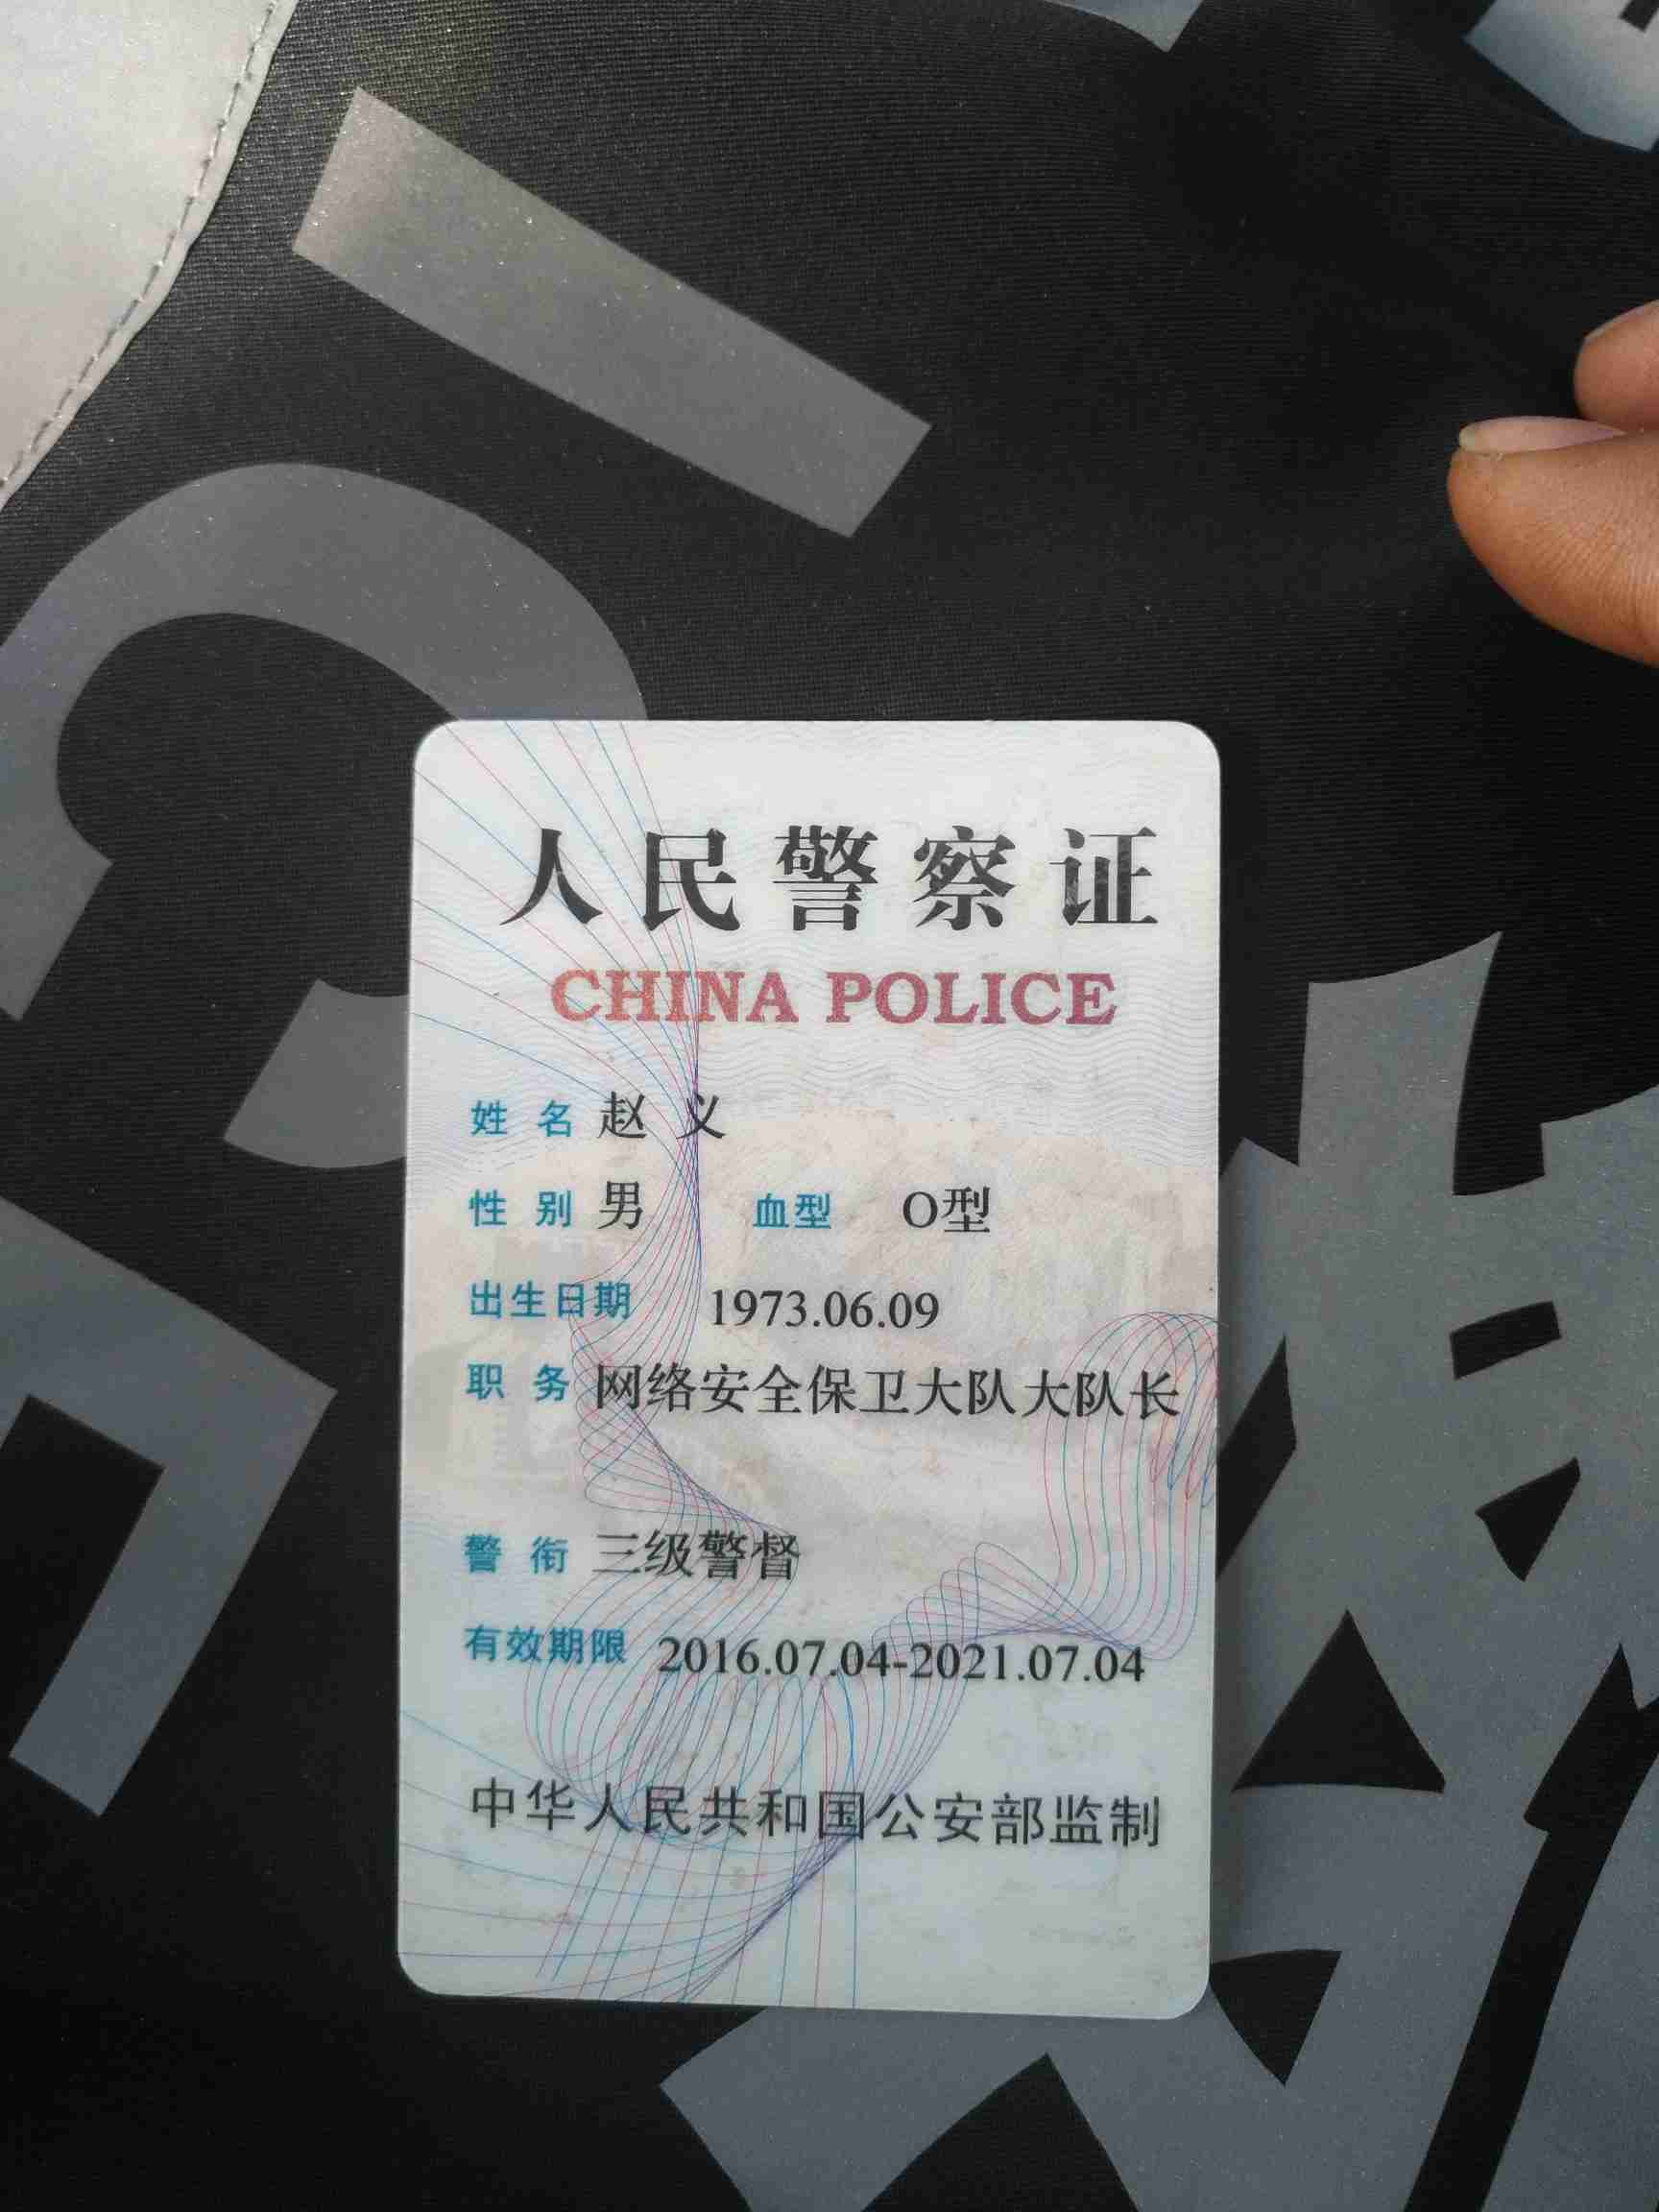 人民警察证
CHINA POLICE
姓 名 赵 义
性 别 男 血型 O型
出生日期 1973.06.09
职 务 网络安全保卫大队大队长
警 衔 三级警督
有效期限 2016.07.04-2021.07.04
中华人民共和国公安部监制